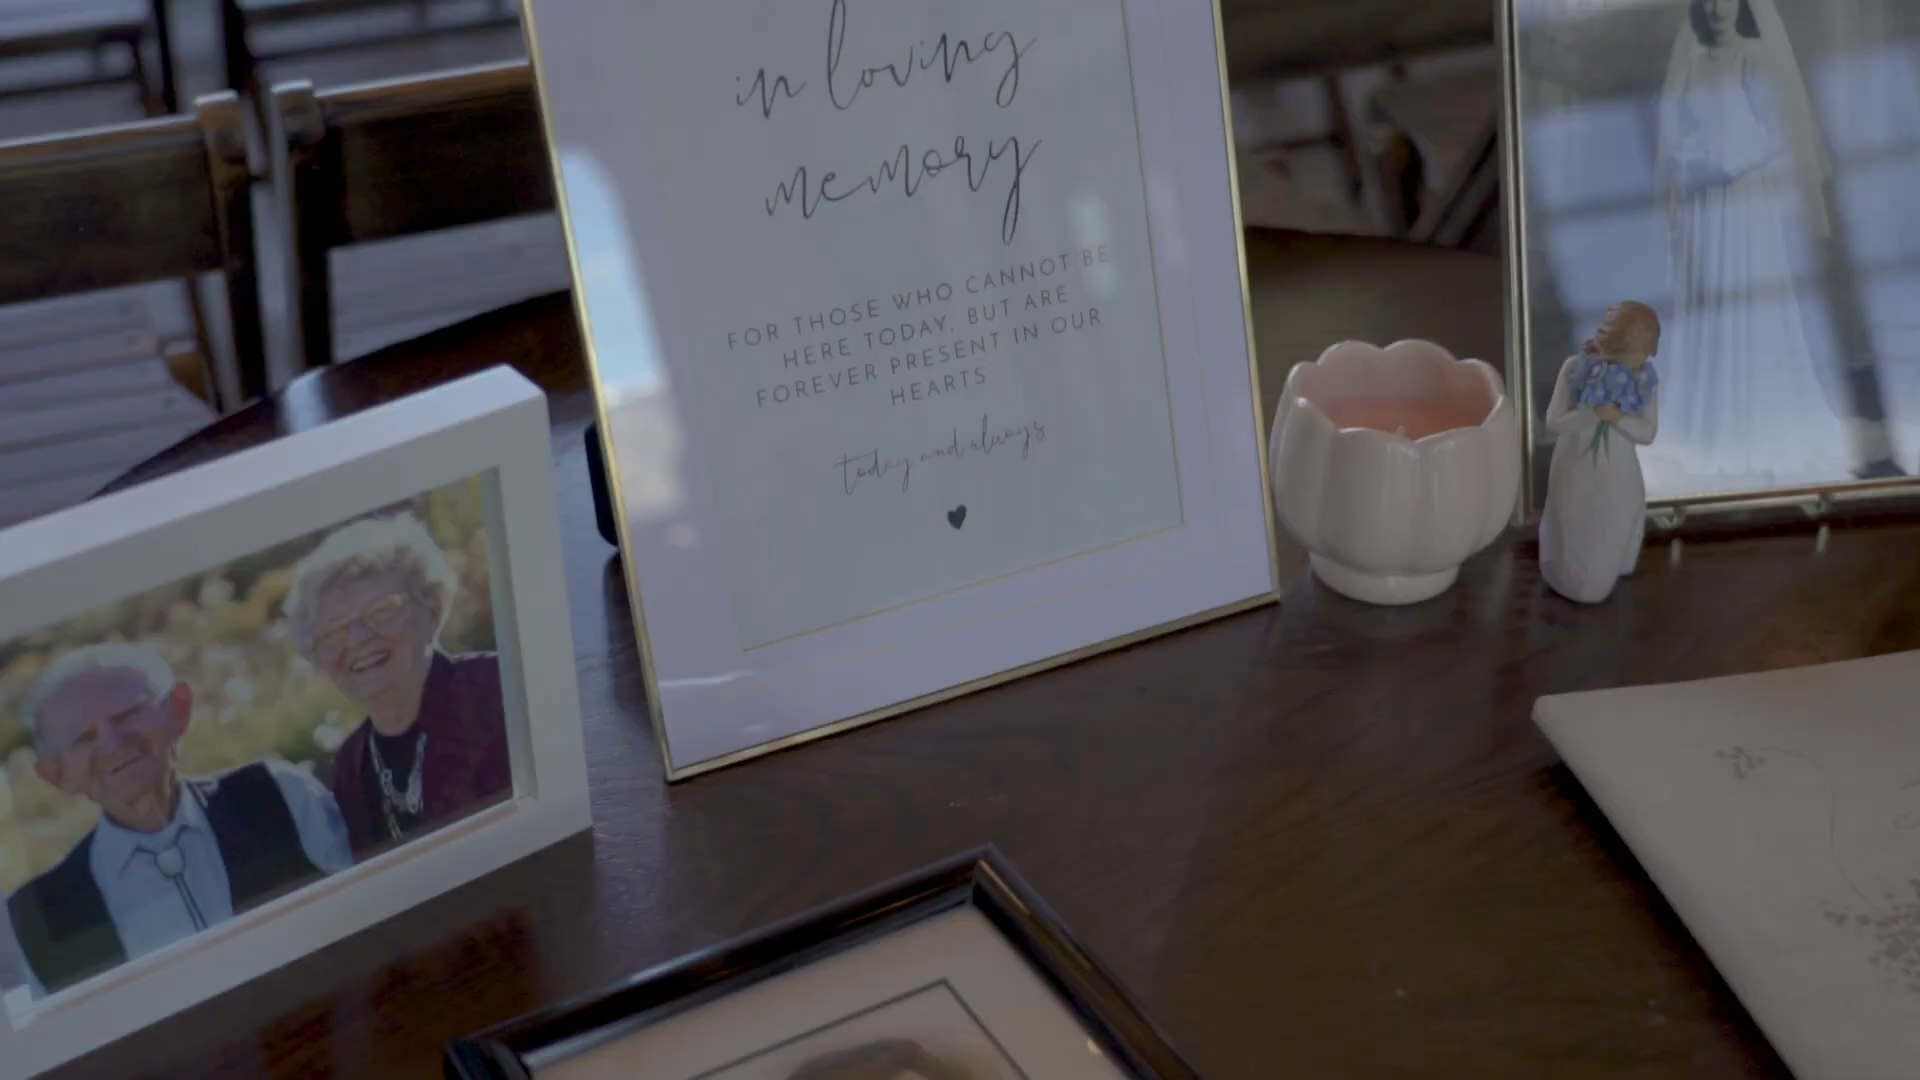 in loving
memory
FOR THOSE WHO CANNOT BE
HERE TODAY, BUT ARE
FOREVER PRESENT IN OUR
HEARTS
today and always